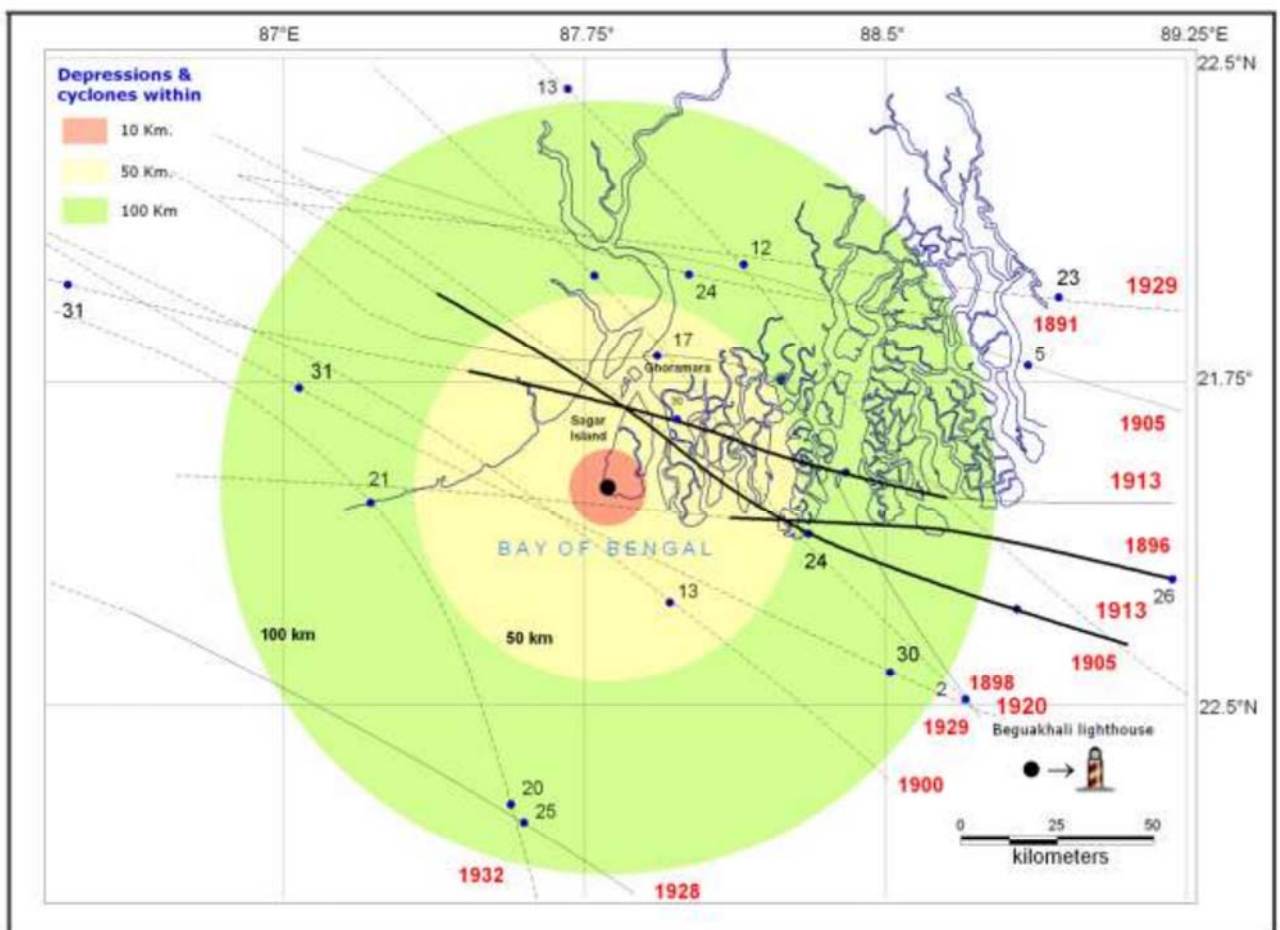 87°E 87.75° 88.5° 89.25°E
22.5°N
Depressions &
cyclones within
10 Km.
50 Km.
100 Km
13
12
24
23
1929
31
1891
17
5
Ghoramara
21.75°
31
Sagar
Island
1905
21
1913
BAY OF BENGAL
1896
24
26
13
1913
100 km
50 km
30
1905
2
1898
1920
22.5°N
1929
Beguakhali lighthouse
1900
20
25
0 25 50
kilometers
1932
1928